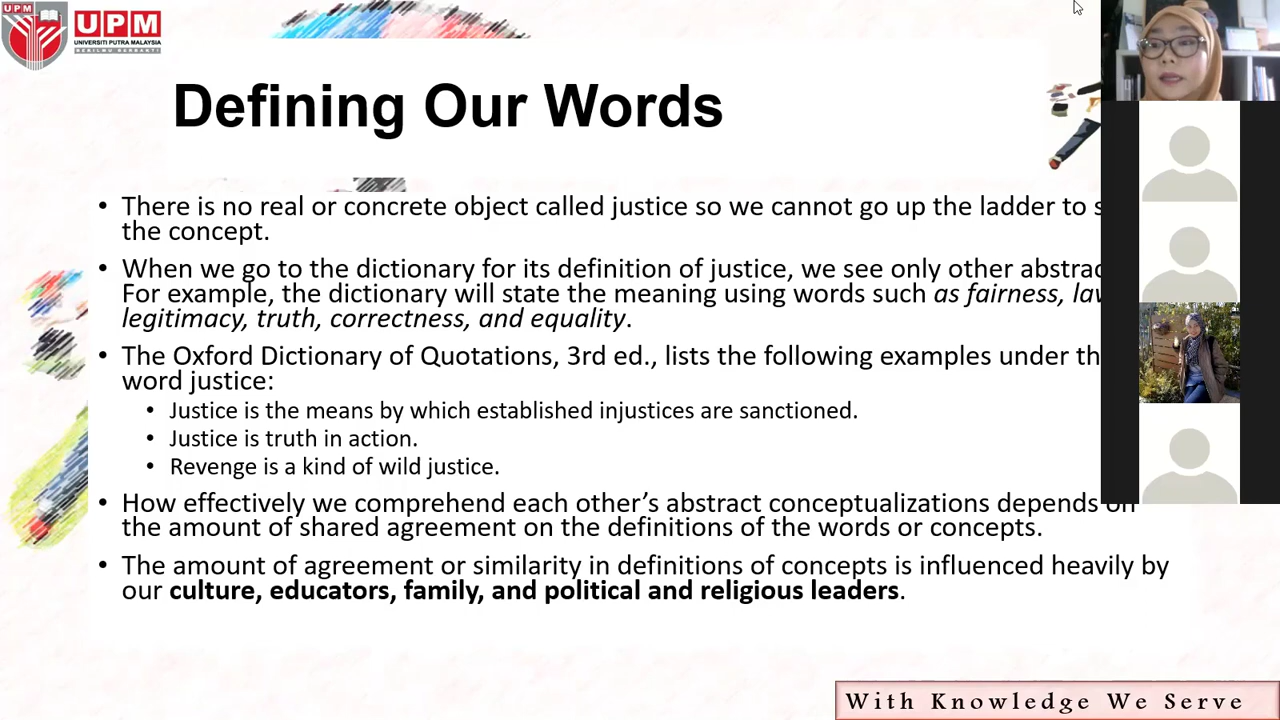 UPM
UPM
UNIVERSITI PUTRA MALAYSIA
BERILMU BERBAKTI
Defining Our Words
• There is no real or concrete object called justice so we cannot go up the ladder to
the concept.
• When we go to the dictionary for its definition of justice, we see only other
For example, the dictionary will state the meaning using words such as fairness,
legitimacy, truth, correctness, and equality.
• The Oxford Dictionary of Quotations, 3rd ed., lists the following examples under
word justice:
• Justice is the means by which established injustices are sanctioned.
• Justice is truth in action.
• Revenge is a kind of wild justice.
• How effectively we comprehend each other’s abstract conceptualizations depends on
the amount of shared agreement on the definitions of the words or concepts.
• The amount of agreement or similarity in definitions of concepts is influenced heavily by
our culture, educators, family, and political and religious leaders.
With Knowledge We Serve